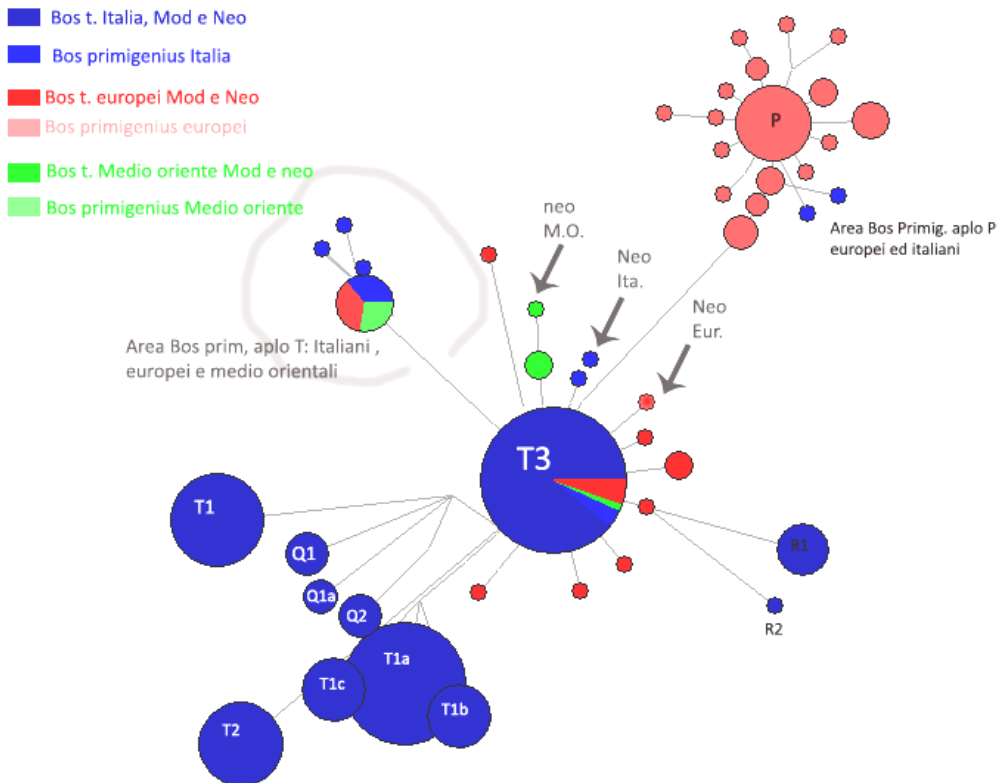 Bos t. Italia, Mod e Neo
Bos primigenius Italia
Bos t. europei Mod e Neo
Bos primigenius europei
Bos t. Medio oriente Mod e neo
Bos primigenius Medio oriente
P
Area Bos Primig. aplo P
europei ed italiani
neo
M.O.
Neo
Ita.
Neo
Eur.
Area Bos prim, aplo T: Italiani ,
europei e medio orientali
T3
T1
Q1
Q1a
Q2
R1
R2
T1a
T1c
T1b
T2